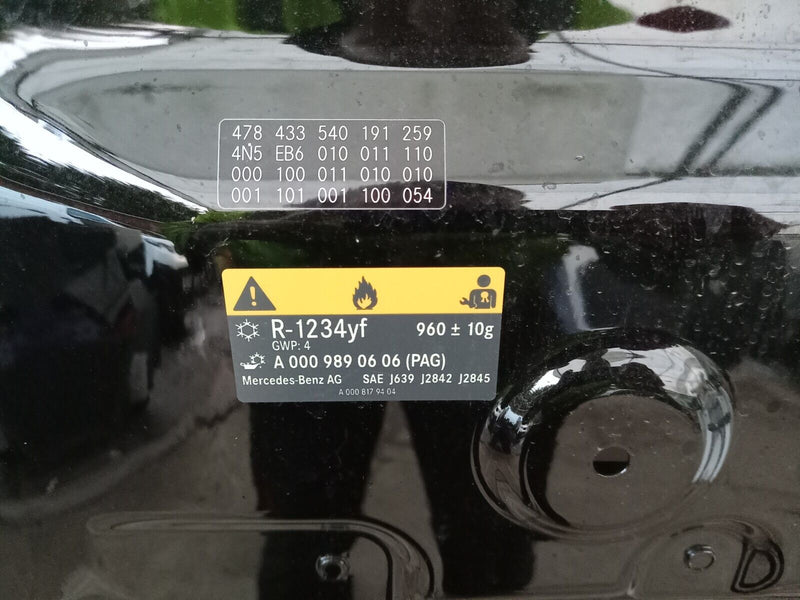 478 433 540 191 259
4N5 EB6 010 011 110
000 100 011 010 010
001 101 001 100 054
R-1234yf 960 ± 10g
GWP: 4
A 000 989 06 06 (PAG)
Mercedes-Benz AG SAE J639 J2842 J2845
A 000 817 94 04
D